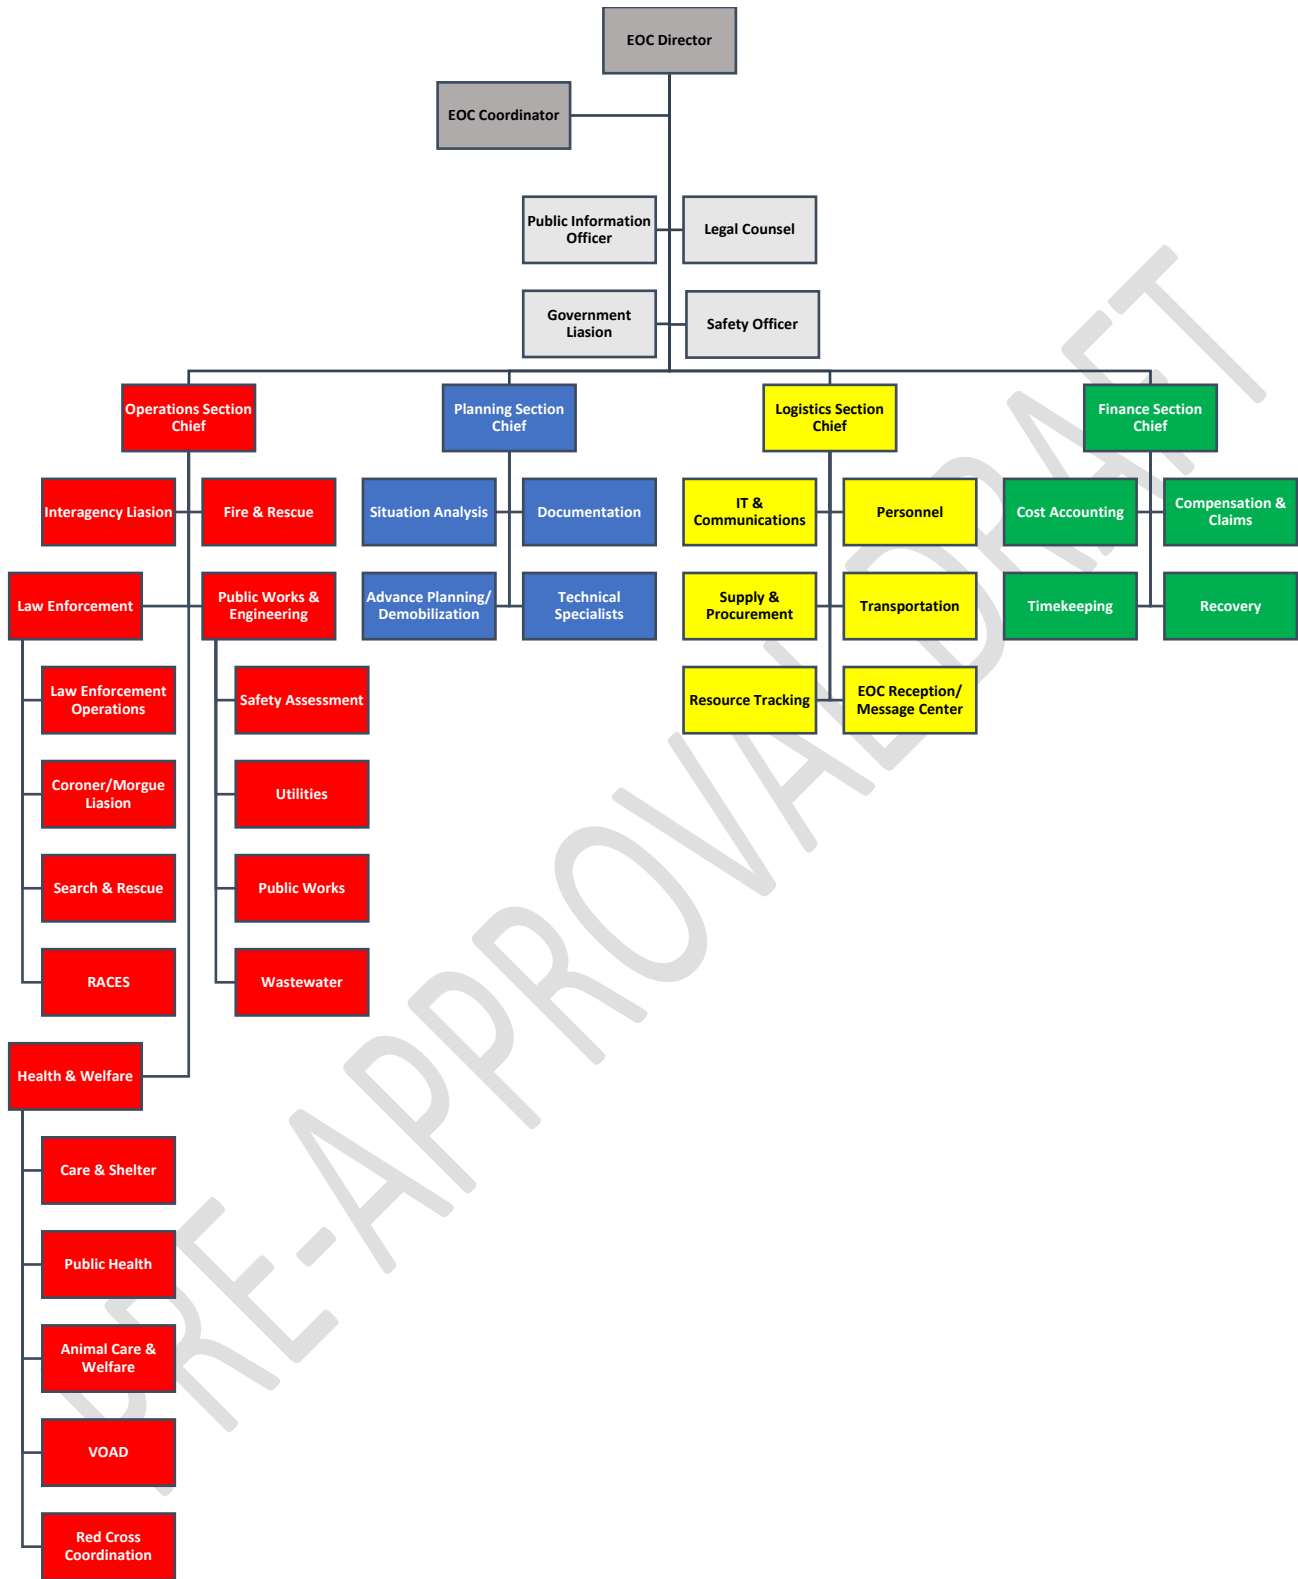 EOC Director
EOC Coordinator
Public Information
Officer
Legal Counsel
Government
Liasion
Safety Officer
Operations Section
Chief
Planning Section
Chief
Logistics Section
Chief
Finance Section
Chief
Interagency Liasion
Fire & Rescue
Situation Analysis
Documentation
IT &
Communications
Personnel
Cost Accounting
Compensation &
Claims
Law Enforcement
Public Works &
Engineering
Advance Planning/
Demobilization
Technical
Specialists
Supply &
Procurement
Transportation
Timekeeping
Recovery
Law Enforcement
Operations
Safety Assessment
Resource Tracking
EOC Reception/
Message Center
Coroner/Morgue
Liasion
Utilities
Search & Rescue
Public Works
RACES
Wastewater
Health & Welfare
Care & Shelter
Public Health
Animal Care &
Welfare
VOAD
Red Cross
Coordination
PRE-APPROVAL DRAFT